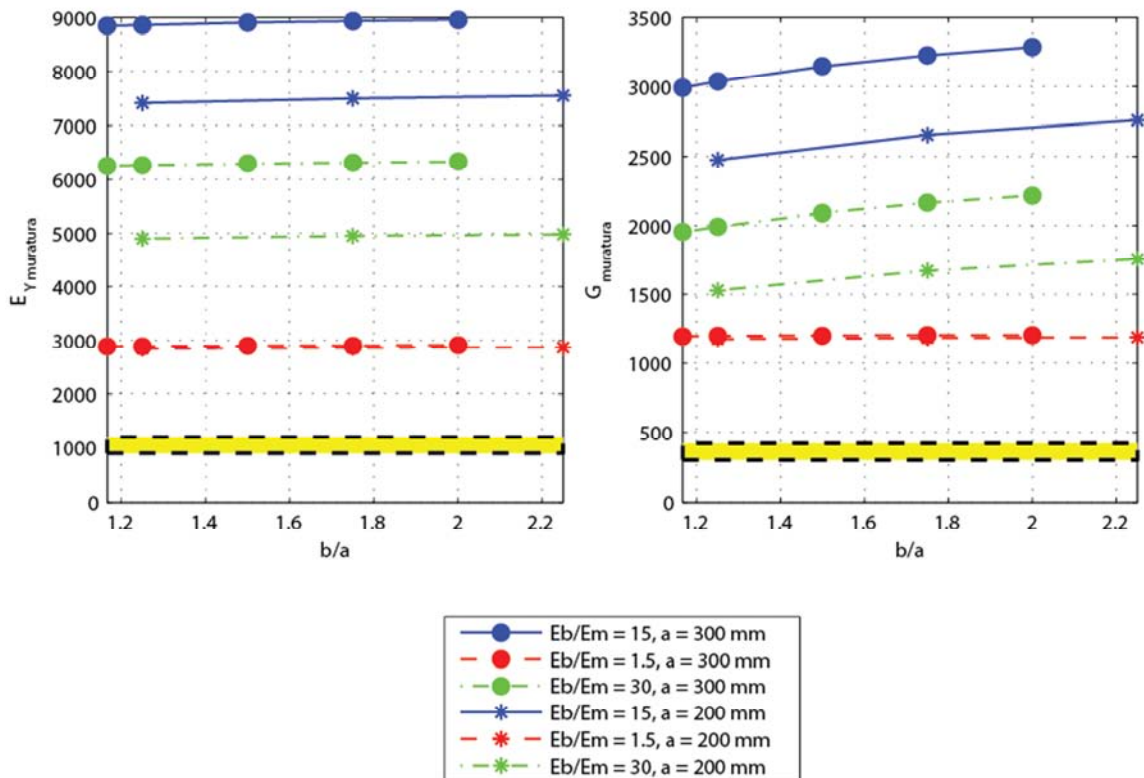 9000
8000
7000
6000
5000
4000
3000
2000
1000
0
E Y muratura
1.2 1.4 1.6 1.8 2 2.2
b/a
3500
3000
2500
2000
1500
1000
500
0
G muratura
1.2 1.4 1.6 1.8 2 2.2
b/a
Eb/Em = 15, a = 300 mm
Eb/Em = 1.5, a = 300 mm
Eb/Em = 30, a = 300 mm
Eb/Em = 15, a = 200 mm
Eb/Em = 1.5, a = 200 mm
Eb/Em = 30, a = 200 mm